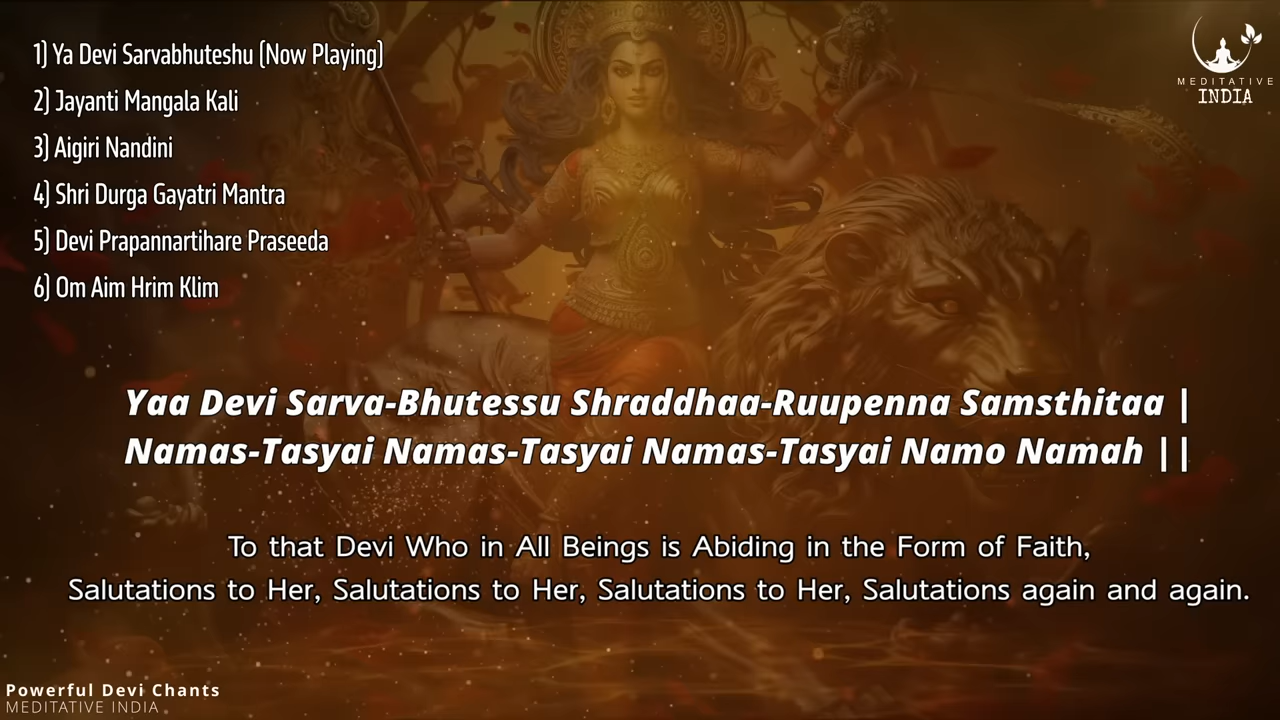 1) Ya Devi Sarvabhuteshu (Now Playing)
2) Jayanti Mangala Kali
3) Aigiri Nandini
4) Shri Durga Gayatri Mantra
5) Devi Prapannartihare Praseeda
6) Om Aim Hrim Klim
MEDITATIVE
INDIA
Yaa Devi Sarva-Bhutessu Shraddhaa-Ruupenna Samsthitaa |
Namas-Tasyai Namas-Tasyai Namas-Tasyai Namo Namah ||
To that Devi Who in All Beings is Abiding in the Form of Faith,
Salutations to Her, Salutations to Her, Salutations to Her, Salutations again and again.
Powerful Devi Chants
MEDITATIVE INDIA